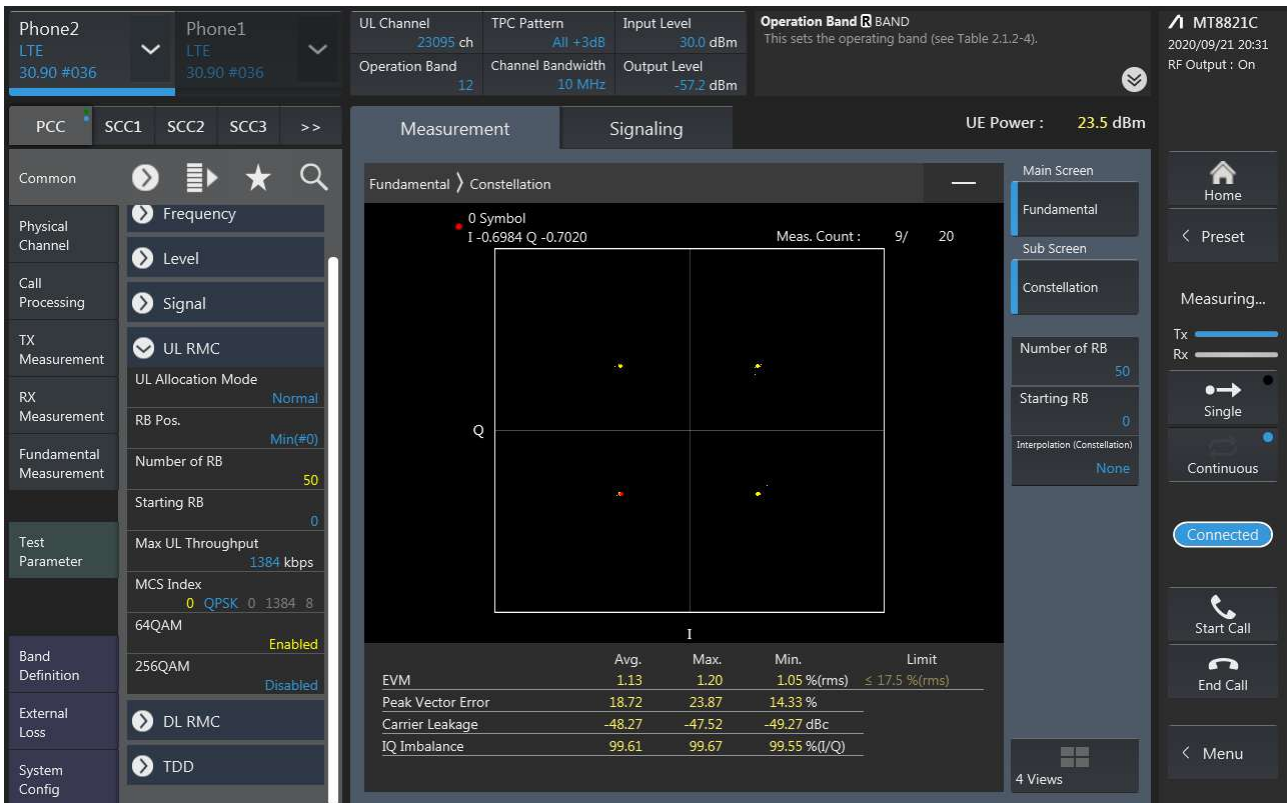 Phone2
LTE
30.90 #036
Phone1
LTE
30.90 #036
UL Channel
23095 ch
TPC Pattern
All +3dB
Input Level
30.0 dBm
Operation Band
12
Channel Bandwidth
10 MHz
Output Level
-57.2 dBm
Operation Band R BAND
This sets the operating band (see Table 2.1.2-4).
MT8821C
2020/09/21 20:31
RF Output : On
PCC SCC1 SCC2 SCC3 >>
Measurement
Signaling
UE Power : 23.5 dBm
Common
Physical
Channel
Call
Processing
TX
Measurement
RX
Measurement
Fundamental
Measurement
Test
Parameter
Band
Definition
External
Loss
System
Config
Frequency
Level
Signal
UL RMC
UL Allocation Mode
Normal
RB Pos.
Min(#0)
Number of RB
50
Starting RB
0
Max UL Throughput
1384 kbps
MCS Index
0 QPSK 0 1384 8
64QAM
Enabled
256QAM
Disabled
DL RMC
TDD
Fundamental ⟩ Constellation
0 Symbol
I -0.6984 Q -0.7020
Meas. Count : 9/ 20
Q
I
Avg. Max. Min. Limit
EVM 1.13 1.20 1.05 %(rms) ≤ 17.5 %(rms)
Peak Vector Error 18.72 23.87 14.33 %
Carrier Leakage -48.27 -47.52 -49.27 dBc
IQ Imbalance 99.61 99.67 99.55 %(I/Q)
Main Screen
Fundamental
Sub Screen
Constellation
Number of RB
50
Starting RB
0
Interpolation (Constellation)
None
4 Views
Home
< Preset
Measuring...
Tx
Rx
Single
Continuous
Connected
Start Call
End Call
< Menu